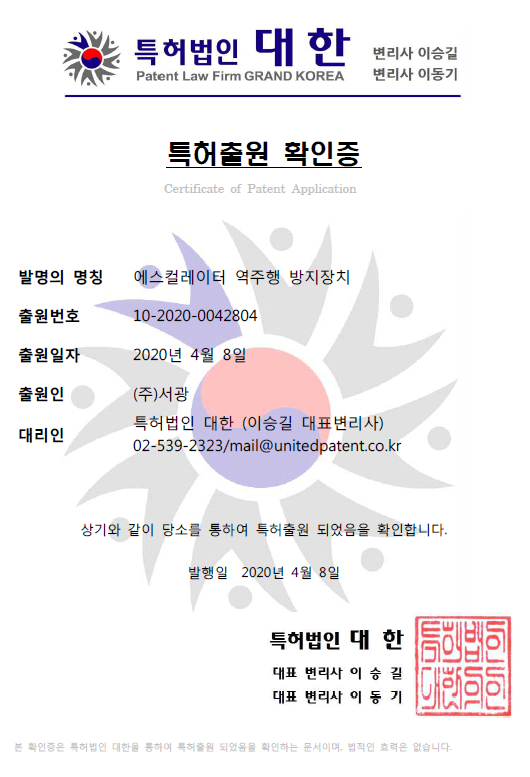 특허법인 대한
Patent Law Firm GRAND KOREA
변리사 이승길
변리사 이동기
특허출원 확인증
Certificate of Patent Application
발명의 명칭 에스컬레이터 역주행 방지장치
출원번호 10-2020-0042804
출원일자 2020년 4월 8일
출원인 (주)서광
대리인 특허법인 대한 (이승길 대표변리사)
02-539-2323/mail@unitedpatent.co.kr
상기와 같이 당소를 통하여 특허출원 되었음을 확인합니다.
발행일 2020년 4월 8일
특허법인 대한
대표 변리사 이 승 길
대표 변리사 이 동 기
본 확인증은 특허법인 대한을 통하여 특허출원 되었음을 확인하는 문서이며, 법적인 효력은 없습니다.